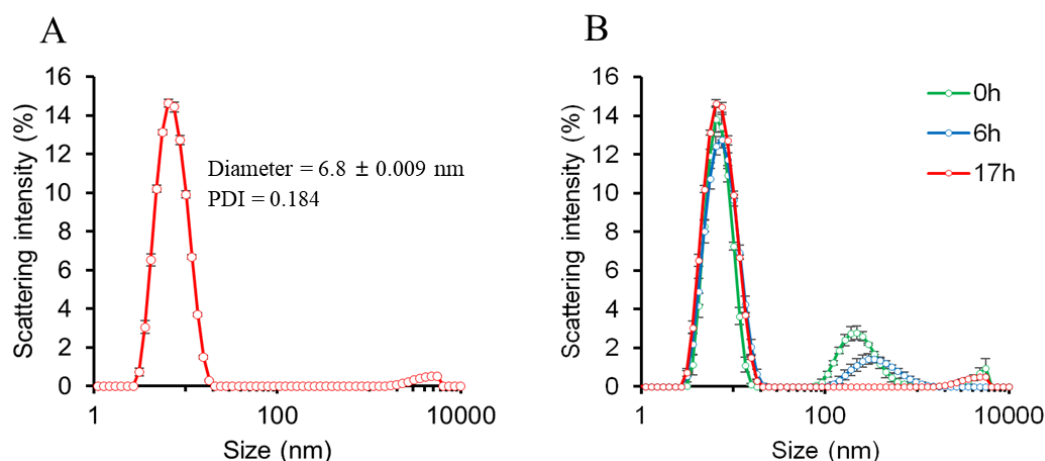 A
Scattering intensity (%)
16
14
12
10
8
6
4
2
0
Diameter = 6.8 ± 0.009 nm
PDI = 0.184
1
100
10000
Size (nm)
B
Scattering intensity (%)
16
14
12
10
8
6
4
2
0
0h
6h
17h
1
100
10000
Size (nm)